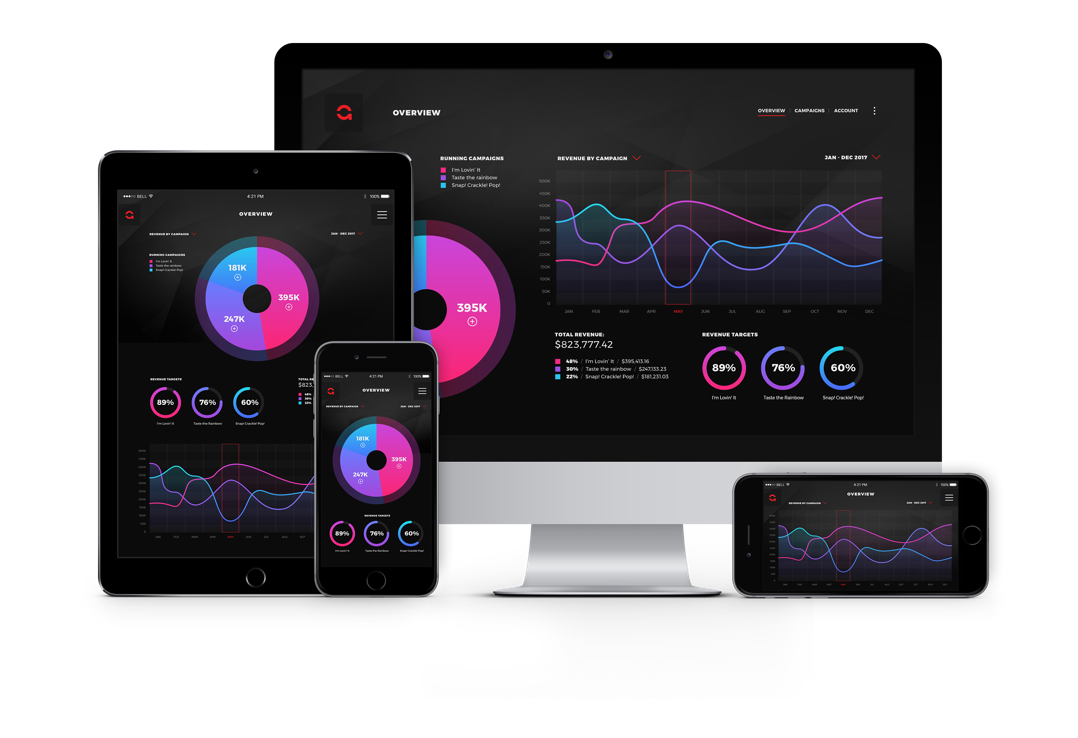 OVERVIEW
OVERVIEW | CAMPAIGNS | ACCOUNT
RUNNING CAMPAIGNS
I'm Lovin' It
Taste the rainbow
Snap! Crackle! Pop!
REVENUE BY CAMPAIGN
JAN - DEC 2017
500K
450K
400K
350K
300K
250K
200K
150K
100K
50K
0
JAN FEB MAR APR MAY JUN JUL AUG SEP OCT NOV DEC
395K
TOTAL REVENUE:
$823,777.42
48% / I'm Lovin' It / $395,413.16
30% / Taste the rainbow / $247,133.23
22% / Snap! Crackle! Pop! / $181,231.03
REVENUE TARGETS
89% 76% 60%
I'm Lovin' It Taste the Rainbow Snap! Crackle! Pop!
BELL 4:21 PM 100%
OVERVIEW
REVENUE BY CAMPAIGN
JAN - DEC 2017
RUNNING CAMPAIGNS
I'm Lovin' It
Taste the rainbow
Snap! Crackle! Pop!
181K
395K
247K
REVENUE TARGETS
89% 76% 60%
I'm Lovin' It Taste the Rainbow Snap! Crackle! Pop!
TOTAL RE
$823,
48%
30%
BELL 4:21 PM 100%
OVERVIEW
REVENUE BY CAMPAIGN JAN - DEC 2017
181K
395K
247K
REVENUE TARGETS
89% 76% 60%
I'm Lovin' It Taste the Rainbow Snap! Crackle! Pop!
BELL 4:21 PM 100%
OVERVIEW
REVENUE BY CAMPAIGN JAN - DEC 2017